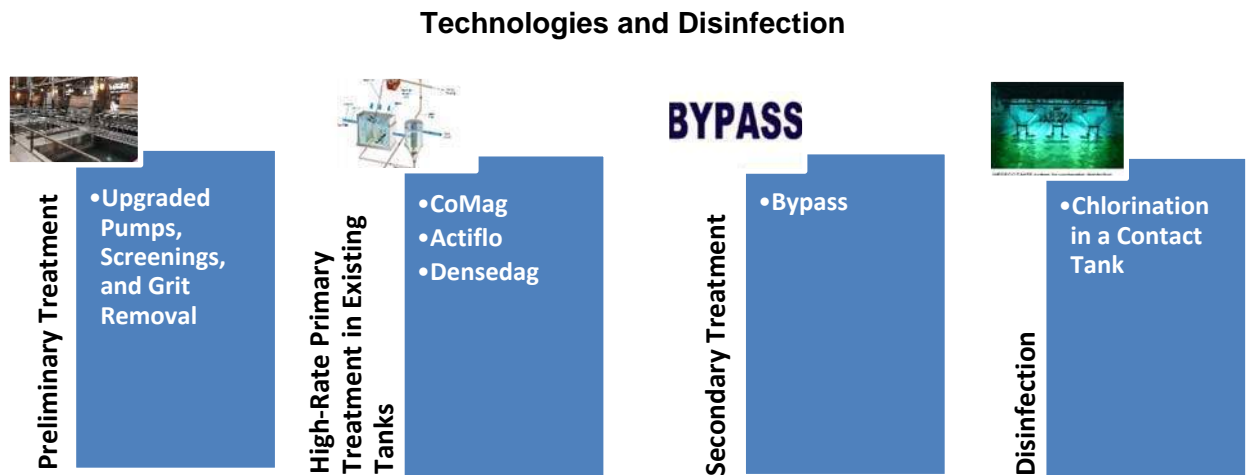 Technologies and Disinfection
BYPASS
Preliminary Treatment
•Upgraded
Pumps,
Screenings,
and Grit
Removal
High-Rate Primary
Treatment in Existing
Tanks
•CoMag
•Actiflo
•Densedag
Secondary Treatment
•Bypass
Disinfection
•Chlorination
in a Contact
Tank